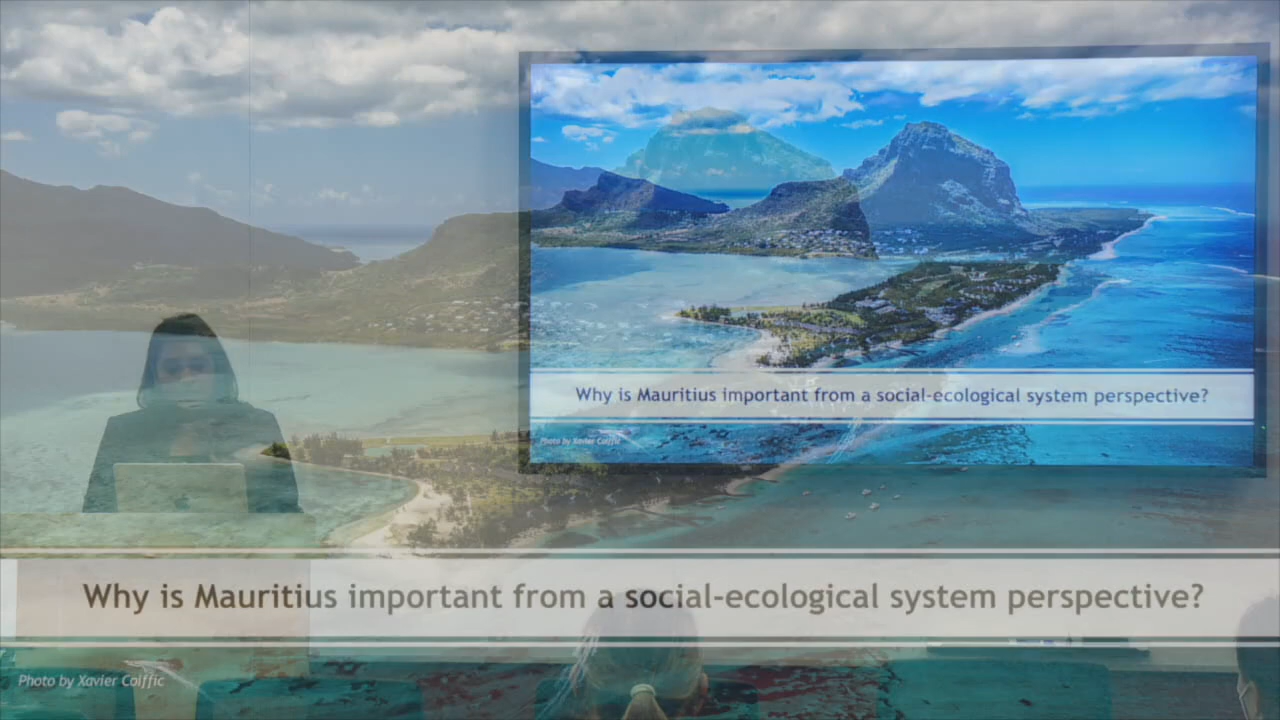 Why is Mauritius important from a social-ecological system perspective?
Photo by Xavier Coiffic
Why is Mauritius important from a social-ecological system perspective?
Photo by Xavier Coiffic